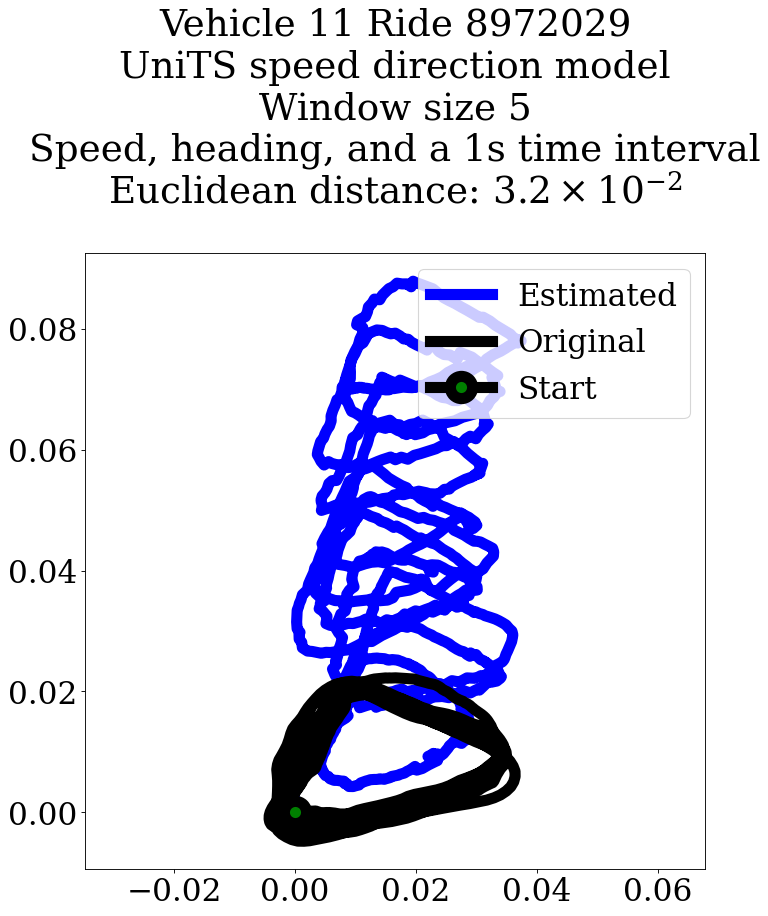 Vehicle 11 Ride 8972029
UniTS speed direction model
Window size 5
Speed, heading, and a 1s time interval
Euclidean distance: 3.2 × 10⁻²
Estimated
Original
Start
0.08
0.06
0.04
0.02
0.00
−0.02 0.00 0.02 0.04 0.06